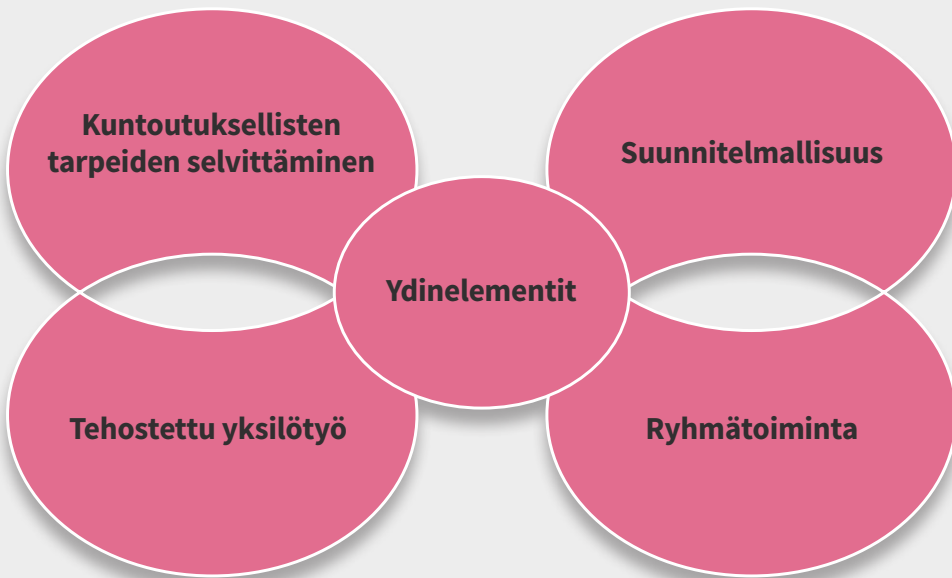 Kuntoutuksellisten
tarpeiden selvittäminen
Suunnitelmallisuus
Ydinelementit
Tehostettu yksilötyö
Ryhmätoiminta